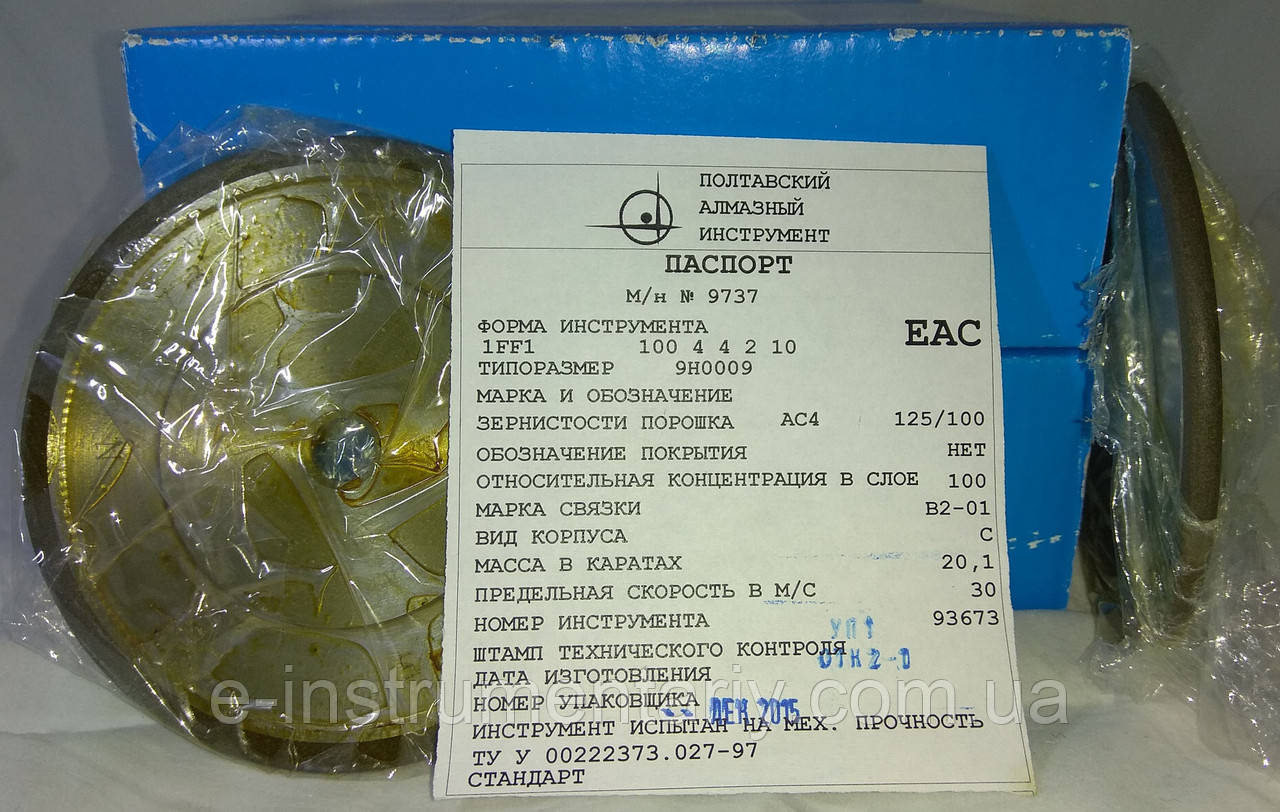 ПОЛТАВСКИЙ
АЛМАЗНЫЙ
ИНСТРУМЕНТ
ПАСПОРТ
М/н № 9737
ФОРМА ИНСТРУМЕНТА
EAC
1FF1 100 4 4 2 10
ТИПОРАЗМЕР 9Н0009
МАРКА И ОБОЗНАЧЕНИЕ
ЗЕРНИСТОСТИ ПОРОШКА АС4 125/100
ОБОЗНАЧЕНИЕ ПОКРЫТИЯ НЕТ
ОТНОСИТЕЛЬНАЯ КОНЦЕНТРАЦИЯ В СЛОЕ 100
МАРКА СВЯЗКИ В2-01
ВИД КОРПУСА С
МАССА В КАРАТАХ 20,1
ПРЕДЕЛЬНАЯ СКОРОСТЬ В М/С 30
НОМЕР ИНСТРУМЕНТА 93673
УП1
ШТАМП ТЕХНИЧЕСКОГО КОНТРОЛЯ
ДАТА ИЗГОТОВЛЕНИЯ
e-instrumentariy.com.ua
НОМЕР УПАКОВЩИКА
ДЕК 2015
ИНСТРУМЕНТ ИСПЫТАН НА МЕХ. ПРОЧНОСТЬ
ТУ У 00222373.027-97
СТАНДАРТ